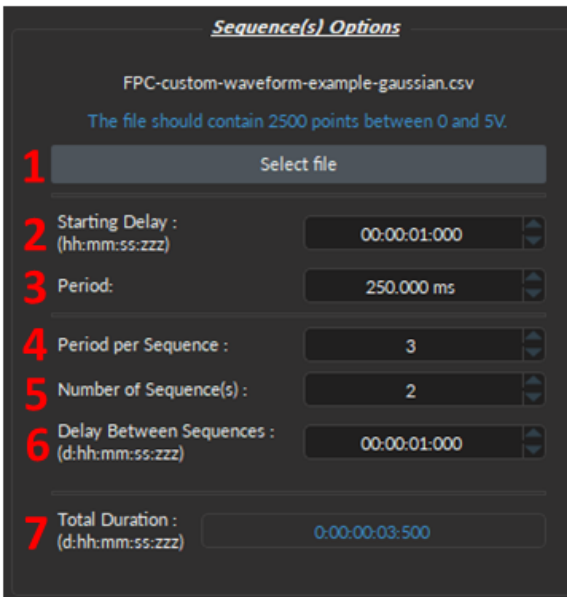 Sequence(s) Options
FPC-custom-waveform-example-gaussian.csv
The file should contain 2500 points between 0 and 5V.
1 Select file
2 Starting Delay : 00:00:01:000
(hh:mm:ss:zzz)
3 Period: 250.000 ms
4 Period per Sequence : 3
5 Number of Sequence(s) : 2
6 Delay Between Sequences : 00:00:01:000
(d:hh:mm:ss:zzz)
7 Total Duration : 0:00:00:03:500
(d:hh:mm:ss:zzz)